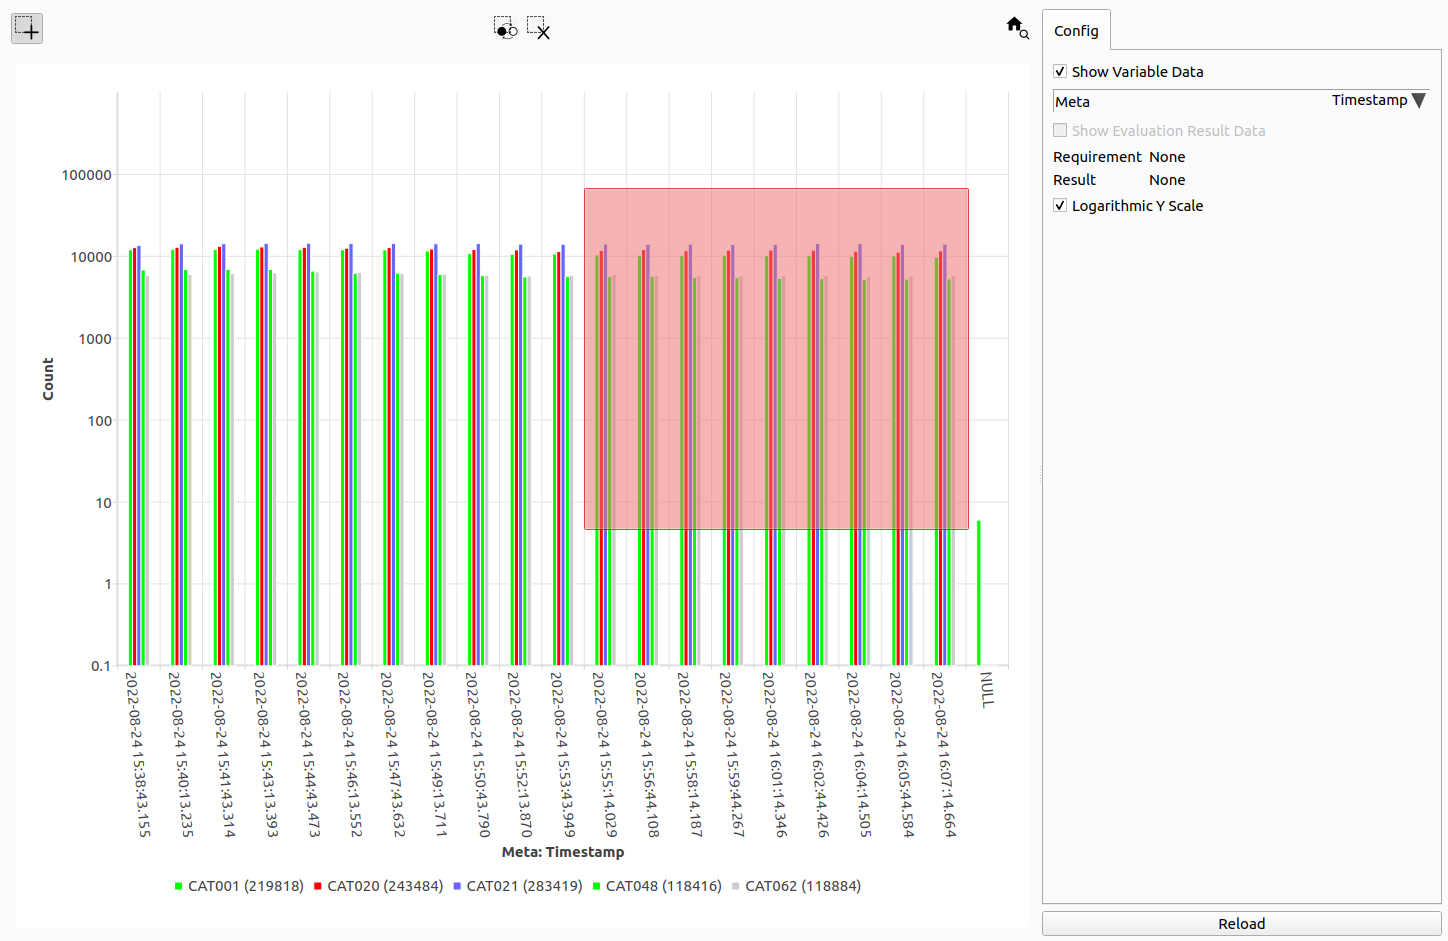 Config
Show Variable Data
Meta Timestamp
Show Evaluation Result Data
Requirement None
Result None
Logarithmic Y Scale
100000
10000
1000
100
10
1
0.1
Count
2022-08-24 15:38:43.155
2022-08-24 15:40:13.235
2022-08-24 15:41:43.314
2022-08-24 15:43:13.393
2022-08-24 15:44:43.473
2022-08-24 15:46:13.552
2022-08-24 15:47:43.632
2022-08-24 15:49:13.711
2022-08-24 15:50:43.790
2022-08-24 15:52:13.870
2022-08-24 15:53:43.949
2022-08-24 15:55:14.029
2022-08-24 15:56:44.108
2022-08-24 15:58:14.187
2022-08-24 15:59:44.267
2022-08-24 16:01:14.346
2022-08-24 16:02:44.426
2022-08-24 16:04:14.505
2022-08-24 16:05:44.584
2022-08-24 16:07:14.664
NULL
Meta: Timestamp
CAT001 (219818) CAT020 (243484) CAT021 (283419) CAT048 (118416) CAT062 (118884)
Reload